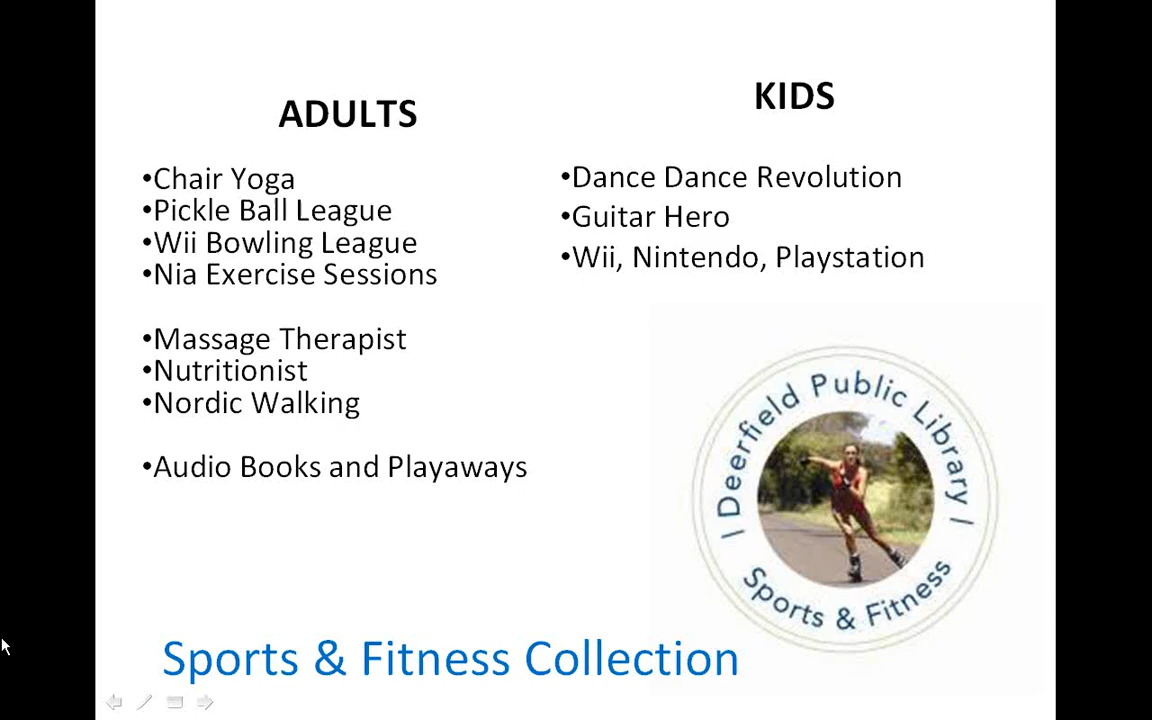 ADULTS
•Chair Yoga
•Pickle Ball League
•Wii Bowling League
•Nia Exercise Sessions
•Massage Therapist
•Nutritionist
•Nordic Walking
•Audio Books and Playaways
KIDS
•Dance Dance Revolution
•Guitar Hero
•Wii, Nintendo, Playstation
| Deerfield Public Library |
Sports & Fitness
Sports & Fitness Collection